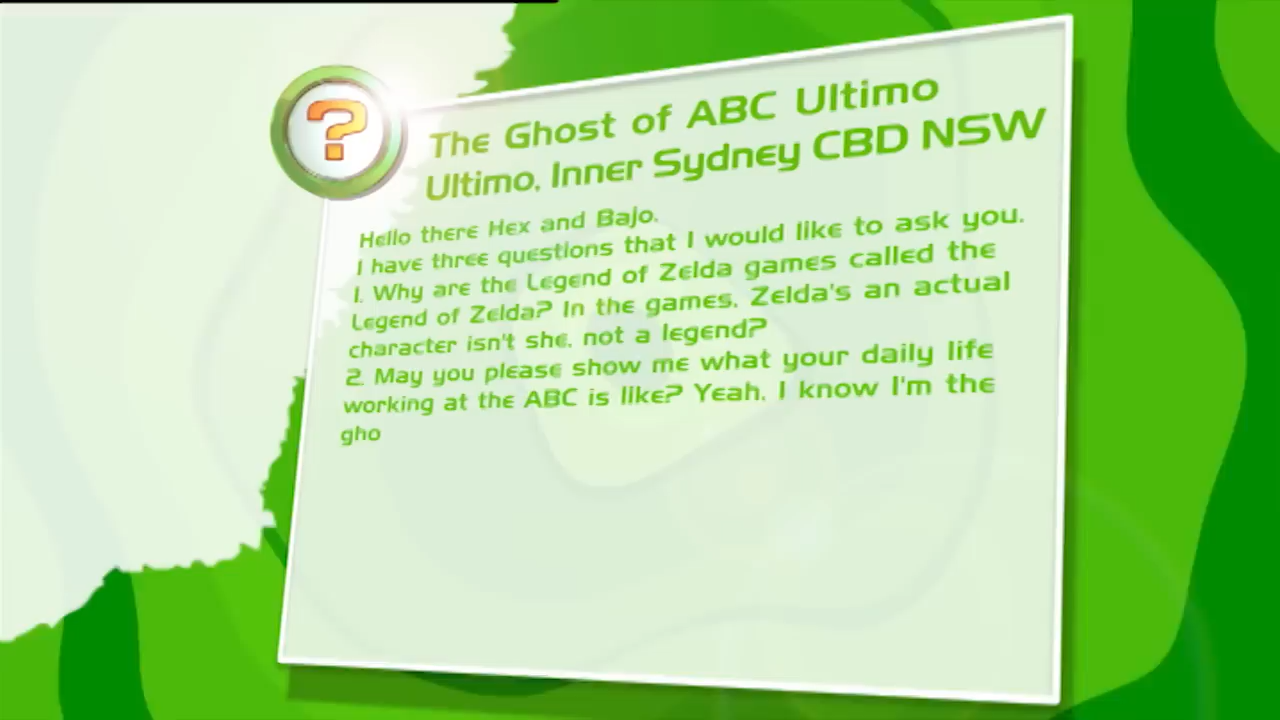 ?
The Ghost of ABC Ultimo
Ultimo, Inner Sydney CBD NSW
Hello there Hex and Bajo.
I have three questions that I would like to ask you.
1. Why are the Legend of Zelda games called the
Legend of Zelda? In the games, Zelda's an actual
character isn't she, not a legend?
2. May you please show me what your daily life
working at the ABC is like? Yeah, I know I'm the
gho